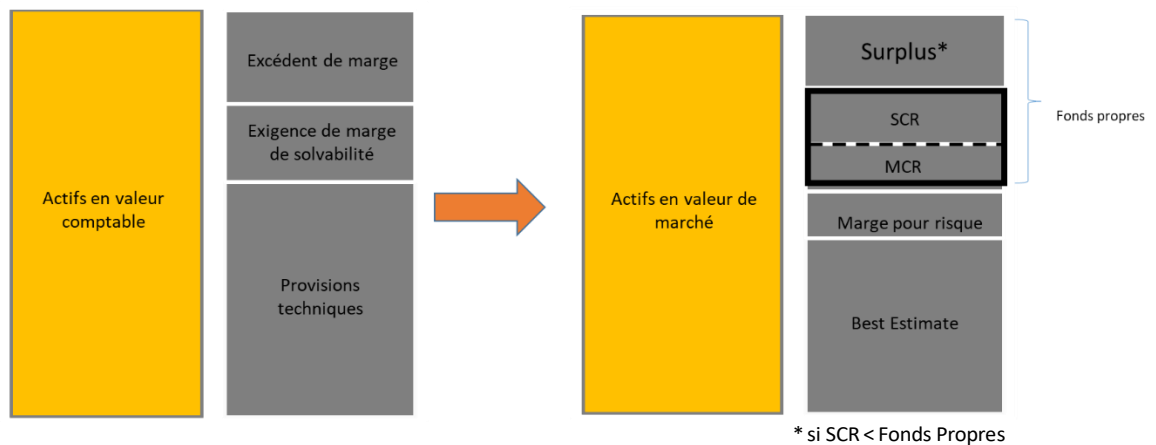 Actifs en valeur
comptable
Excédent de marge
Exigence de marge
de solvabilité
Provisions
techniques
Actifs en valeur de
marché
Surplus*
SCR
MCR
Marge pour risque
Best Estimate
Fonds propres
* si SCR < Fonds Propres